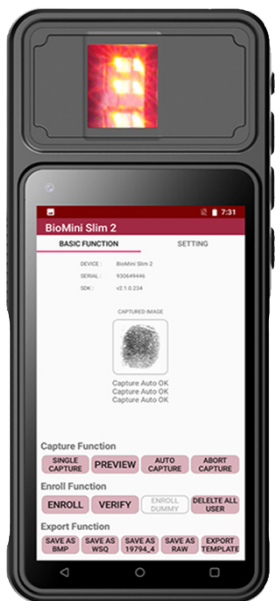 7:31
BioMini Slim 2
BASIC FUNCTION SETTING
DEVICE : BioMini Slim 2
SERIAL : 930649446
SDK : v2.1.0.234
CAPTURED IMAGE
Capture Auto OK
Capture Auto OK
Capture Auto OK
Capture Function
SINGLE CAPTURE PREVIEW AUTO CAPTURE ABORT CAPTURE
Enroll Function
ENROLL VERIFY ENROLL DUMMY DELELTE ALL USER
Export Function
SAVE AS BMP SAVE AS WSQ SAVE AS 19794_4 SAVE AS RAW EXPORT TEMPLATE